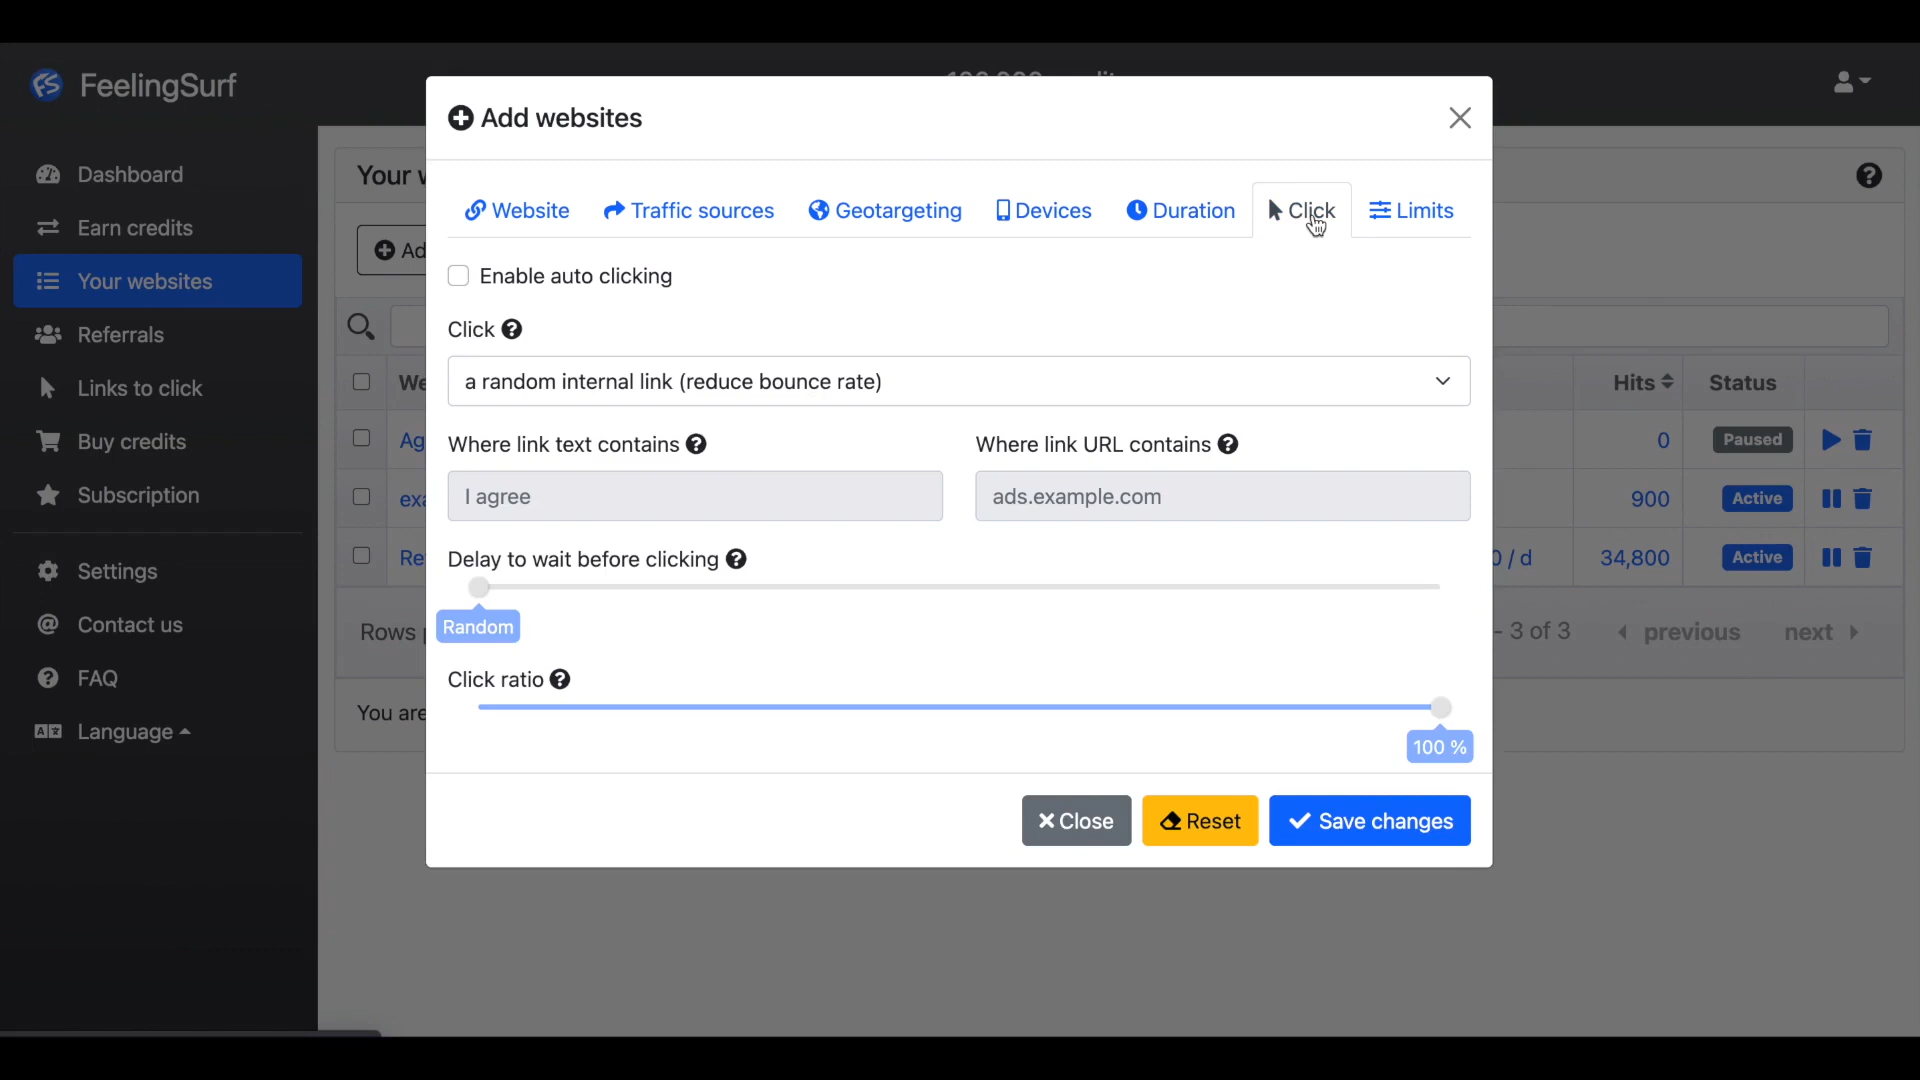 FeelingSurf
Add websites
Dashboard
Earn credits
Your websites
Referrals
Links to click
Buy credits
Subscription
Settings
@ Contact us
FAQ
Language
Your
Website
Traffic sources
Geotargeting
Devices
Duration
Click
Limits
Enable auto clicking
Click
a random internal link (reduce bounce rate)
Where link text contains
Where link URL contains
I agree
ads.example.com
Delay to wait before clicking
Random
Click ratio
100 %
Close
Reset
Save changes
Hits
Status
0
Paused
900
Active
/ d
34,800
Active
Rows
- 3 of 3
previous
next
You are